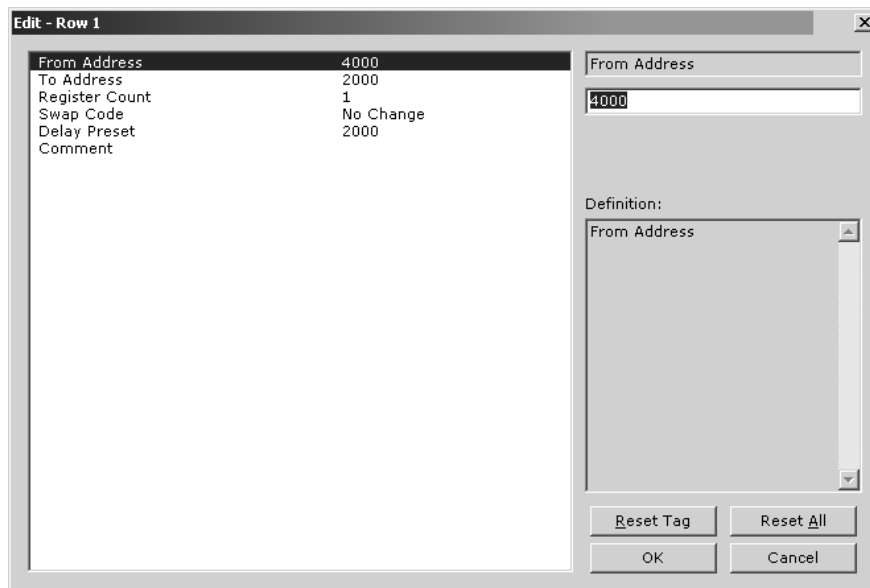 Edit - Row 1
From Address 4000
To Address 2000
Register Count 1
Swap Code No Change
Delay Preset 2000
Comment
From Address
4000
Definition:
From Address
Reset Tag Reset All
OK Cancel